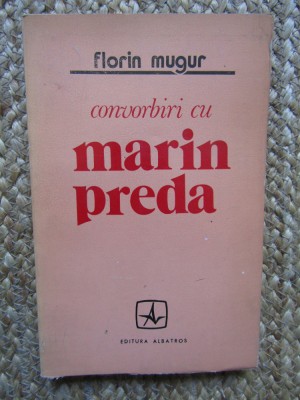 florin mugur
convorbiri cu
marin
preda
EDITURA ALBATROS